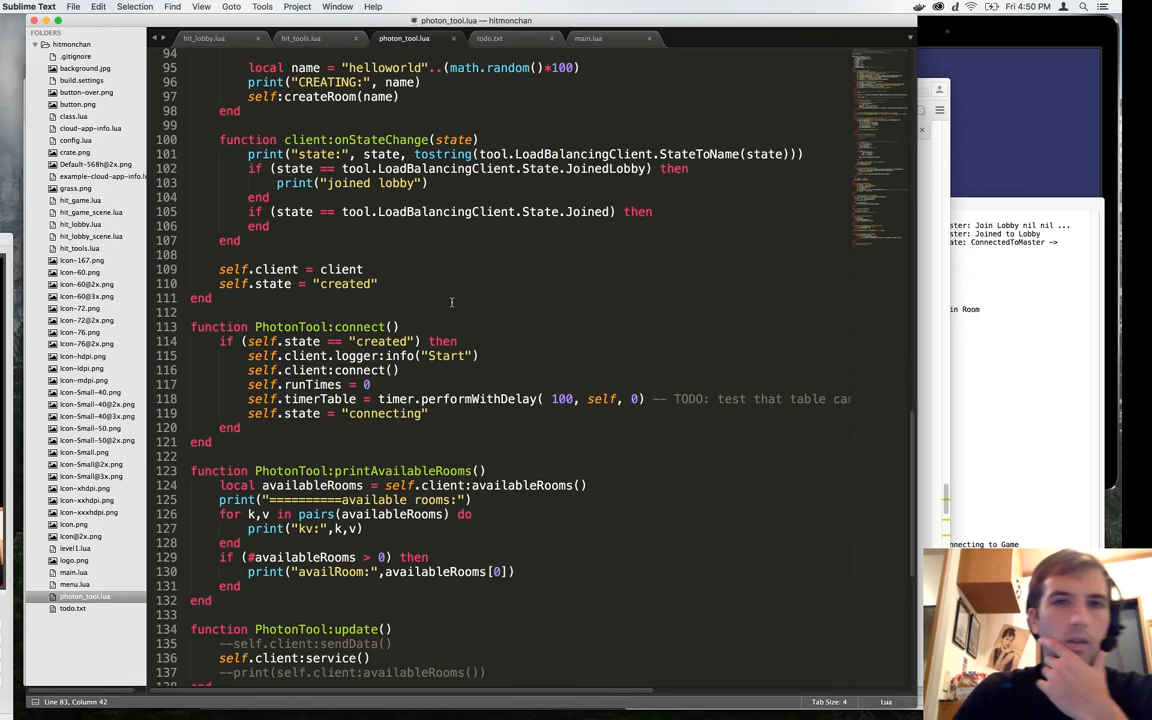 Sublime Text File Edit Selection Find View Goto Tools Project Window Help Fri 4:50 PM
photon_tool.lua — hitmonchan
FOLDERS
hitmonchan
.gitignore
background.jpg
build.settings
button-over.png
button.png
class.lua
cloud-app-info.lua
config.lua
crate.png
Default-568h@2x.png
example-cloud-app-info.lu
grass.png
hit_game.lua
hit_game_scene.lua
hit_lobby.lua
hit_lobby_scene.lua
hit_tools.lua
Icon-167.png
Icon-60.png
Icon-60@2x.png
Icon-60@3x.png
Icon-72.png
Icon-72@2x.png
Icon-76.png
Icon-76@2x.png
Icon-hdpi.png
Icon-ldpi.png
Icon-mdpi.png
Icon-Small-40.png
Icon-Small-40@2x.png
Icon-Small-40@3x.png
Icon-Small-50.png
Icon-Small-50@2x.png
Icon-Small.png
Icon-Small@2x.png
Icon-Small@3x.png
Icon-xhdpi.png
Icon-xxhdpi.png
Icon-xxxhdpi.png
Icon.png
Icon@2x.png
level1.lua
logo.png
main.lua
menu.lua
photon_tool.lua
todo.txt
hit_lobby.lua × hit_tools.lua × photon_tool.lua × todo.txt × main.lua ×
94
95 local name = "helloworld"..(math.random()*100)
96 print("CREATING:", name)
97 self:createRoom(name)
98 end
99
100 function client:onStateChange(state)
101 print("state:", state, tostring(tool.LoadBalancingClient.StateToName(state)))
102 if (state == tool.LoadBalancingClient.State.JoinedLobby) then
103 print("joined lobby")
104 end
105 if (state == tool.LoadBalancingClient.State.Joined) then
106 end
107 end
108
109 self.client = client
110 self.state = "created"
111 end
112
113 function PhotonTool:connect()
114 if (self.state == "created") then
115 self.client.logger:info("Start")
116 self.client:connect()
117 self.runTimes = 0
118 self.timerTable = timer.performWithDelay( 100, self, 0) -- TODO: test that table can
119 self.state = "connecting"
120 end
121 end
122
123 function PhotonTool:printAvailableRooms()
124 local availableRooms = self.client:availableRooms()
125 print("==========available rooms:")
126 for k,v in pairs(availableRooms) do
127 print("kv:",k,v)
128 end
129 if (#availableRooms > 0) then
130 print("availRoom:",availableRooms[0])
131 end
132 end
133
134 function PhotonTool:update()
135 --self.client:sendData()
136 self.client:service()
137 --print(self.client:availableRooms())
Line 83, Column 42 Tab Size: 4 Lua
ster: Join Lobby nil nil ...
ster: Joined to Lobby
ate: ConnectedToMaster ->
in Room
nnecting to Game